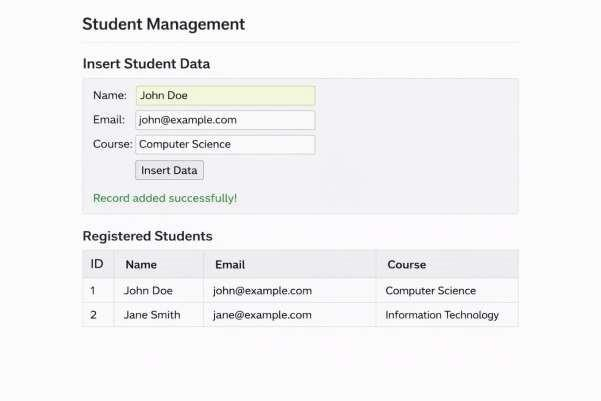 Student Management
Insert Student Data
Name: John Doe
Email: john@example.com
Course: Computer Science
Insert Data
Record added successfully!
Registered Students
ID Name Email Course
1 John Doe john@example.com Computer Science
2 Jane Smith jane@example.com Information Technology